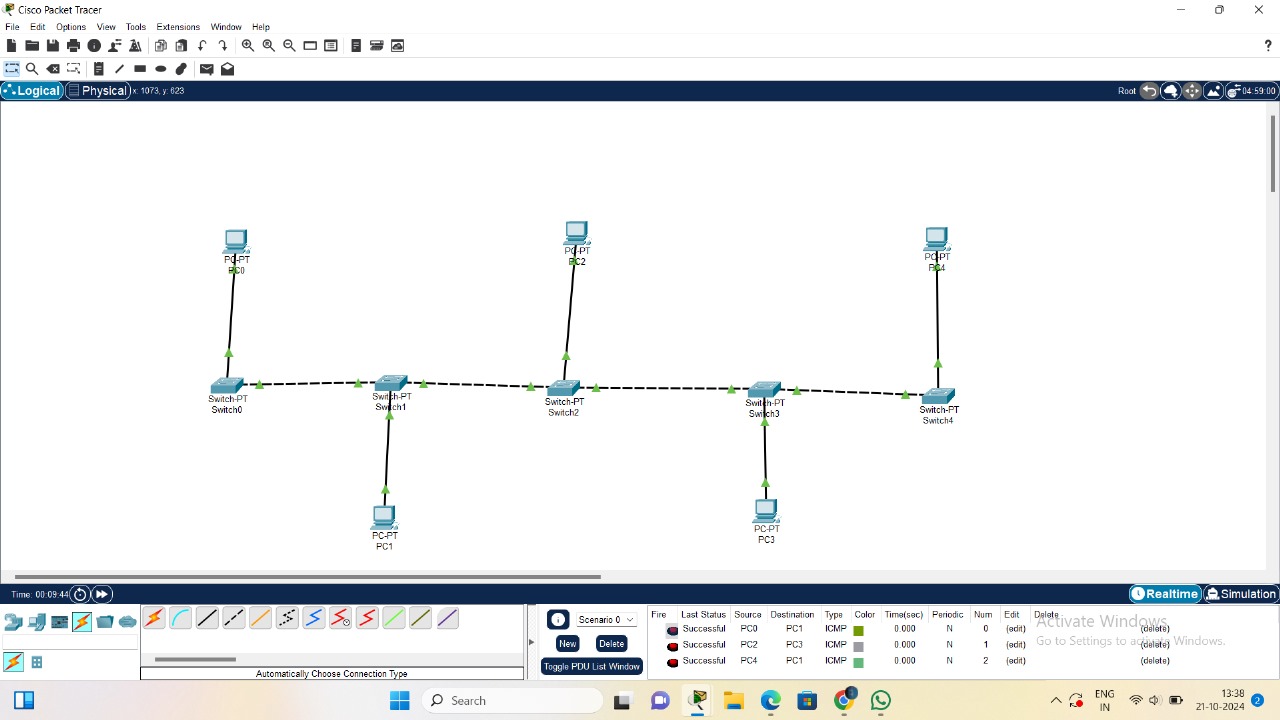 Cisco Packet Tracer
File Edit Options View Tools Extensions Window Help
?
Logical Physical x: 1073, y: 623 Root 04:59:00
PC-PT PC-PT PC-PT
PC0 PC2 PC4
Switch-PT Switch-PT Switch-PT Switch-PT Switch-PT
Switch0 Switch1 Switch2 Switch3 Switch4
PC-PT PC-PT
PC1 PC3
Time: 00:09:44 Realtime Simulation
Scenario 0
New Delete
Toggle PDU List Window
Automatically Choose Connection Type
Fire Last Status Source Destination Type Color Time(sec) Periodic Num Edit Delete
Successful PC0 PC1 ICMP 0.000 N 0 (edit) (delete)
Successful PC2 PC3 ICMP 0.000 N 1 (edit) (delete)
Successful PC4 PC1 ICMP 0.000 N 2 (edit) (delete)
Activate Windows
Go to Settings to activate Windows.
Search
ENG
IN
13:38
21-10-2024
2